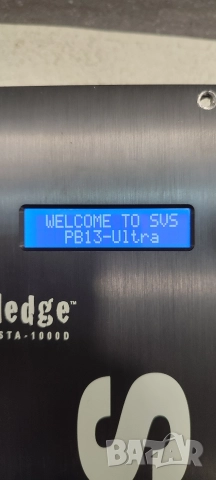 WELCOME TO SVS
PB13-Ultra
ledge™
STA-1000D
S
BAZAR